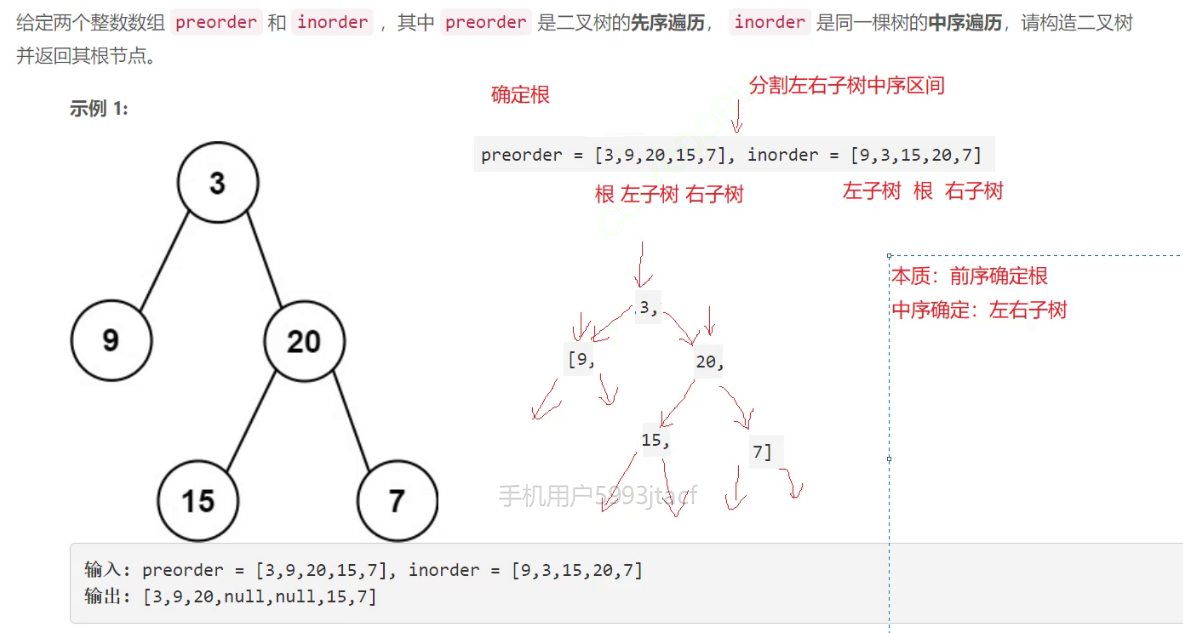 给定两个整数数组 preorder 和 inorder ，其中 preorder 是二叉树的先序遍历， inorder 是同一棵树的中序遍历，请构造二叉树
并返回其根节点。
示例 1:
确定根
分割左右子树中序区间
preorder = [3,9,20,15,7], inorder = [9,3,15,20,7]
根 左子树 右子树
左子树 根 右子树
3
9
20
15
7
3,
[9,
20,
15,
7]
本质：前序确定根
中序确定：左右子树
手机用户5993jtacf
输入: preorder = [3,9,20,15,7], inorder = [9,3,15,20,7]
输出: [3,9,20,null,null,15,7]